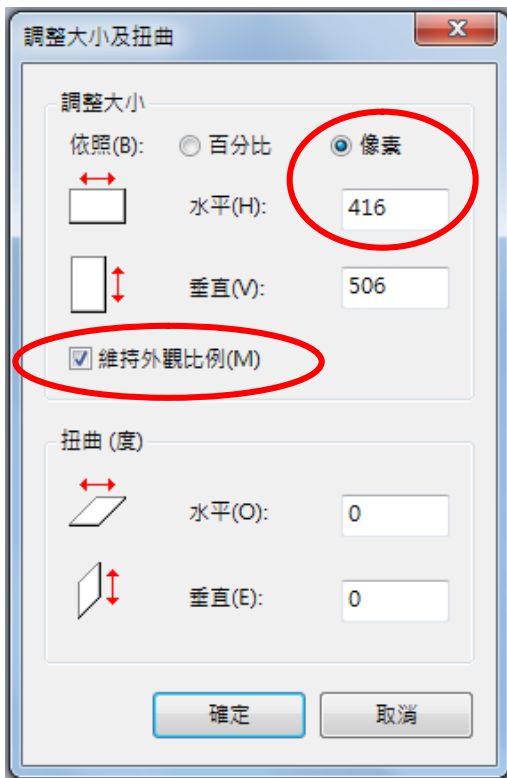 調整大小及扭曲
調整大小
依照(B): 百分比 像素
水平(H): 416
垂直(V): 506
維持外觀比例(M)
扭曲 (度)
水平(O): 0
垂直(E): 0
確定 取消